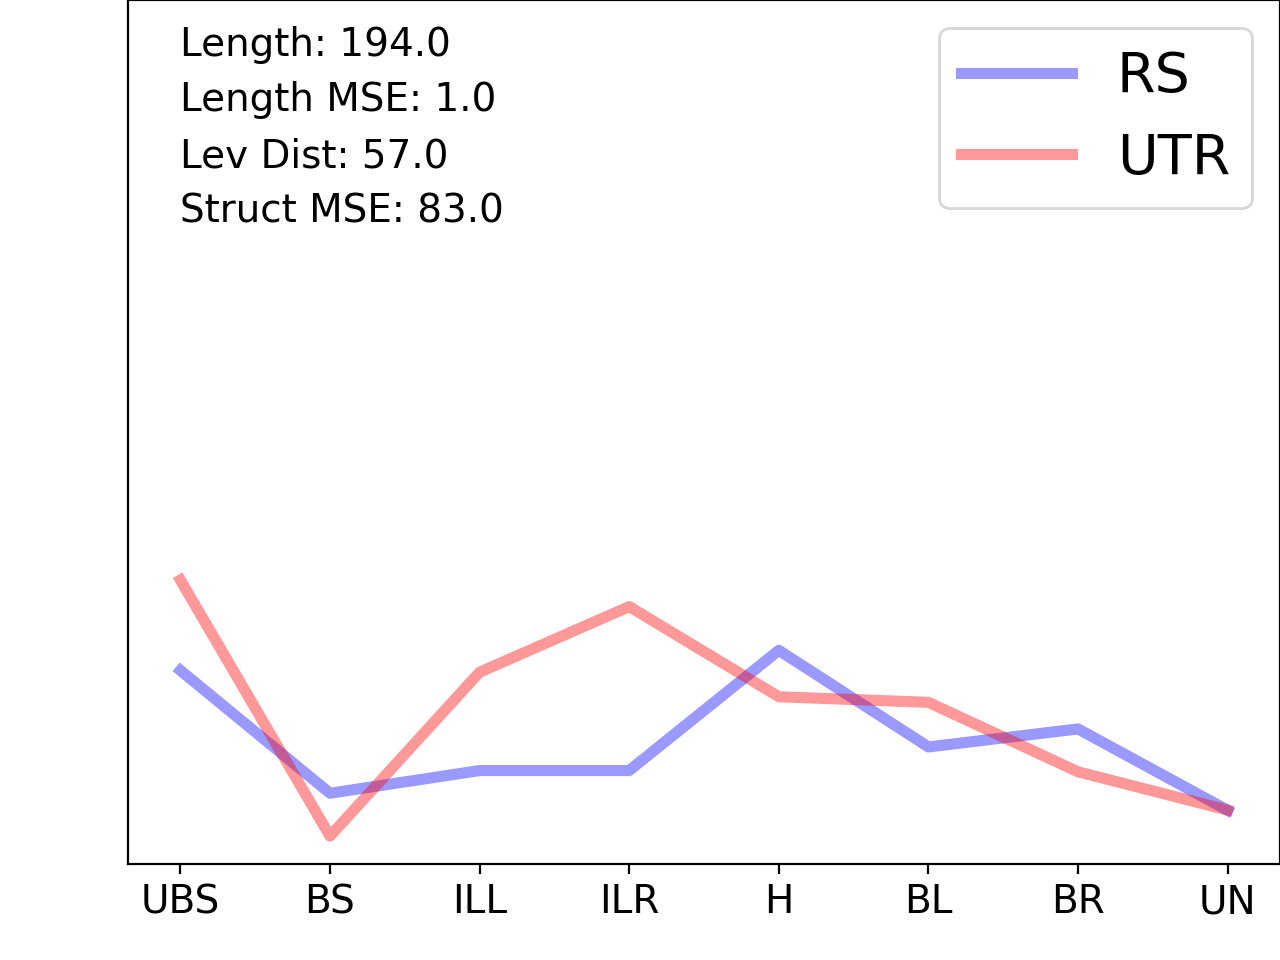 Length: 194.0
Length MSE: 1.0
Lev Dist: 57.0
Struct MSE: 83.0
RS
UTR
UBS BS ILL ILR H BL BR UN